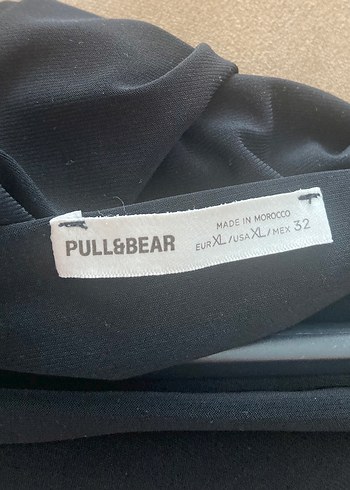 PULL&BEAR
MADE IN MOROCCO
EUR XL / USA XL / MEX 32